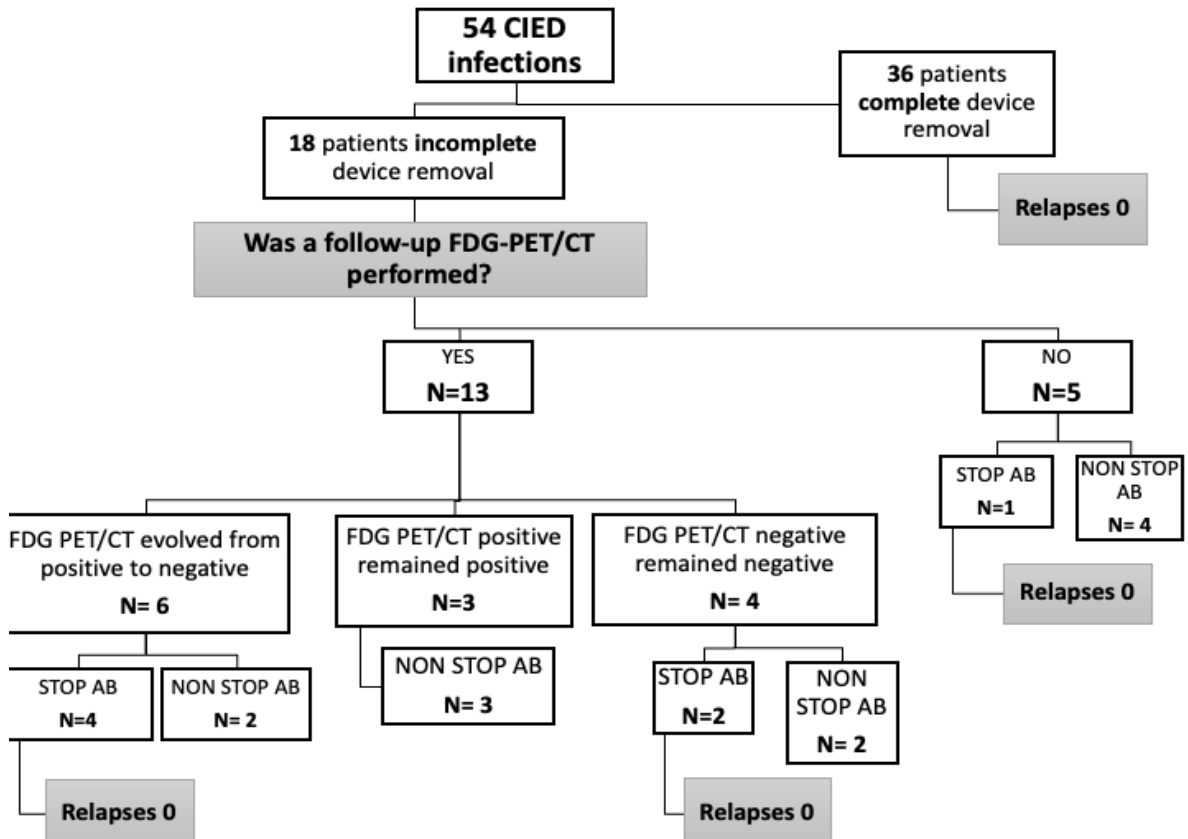 54 CIED
infections
36 patients
complete device
removal
18 patients incomplete
device removal
Relapses 0
Was a follow-up FDG-PET/CT
performed?
YES
N=13
NO
N=5
STOP AB
N=1
NON STOP
AB
N= 4
FDG PET/CT evolved from
positive to negative
N= 6
FDG PET/CT positive
remained positive
N=3
FDG PET/CT negative
remained negative
N= 4
Relapses 0
STOP AB
N=4
NON STOP AB
N= 2
NON STOP AB
N= 3
STOP AB
N=2
NON
STOP AB
N= 2
Relapses 0
Relapses 0